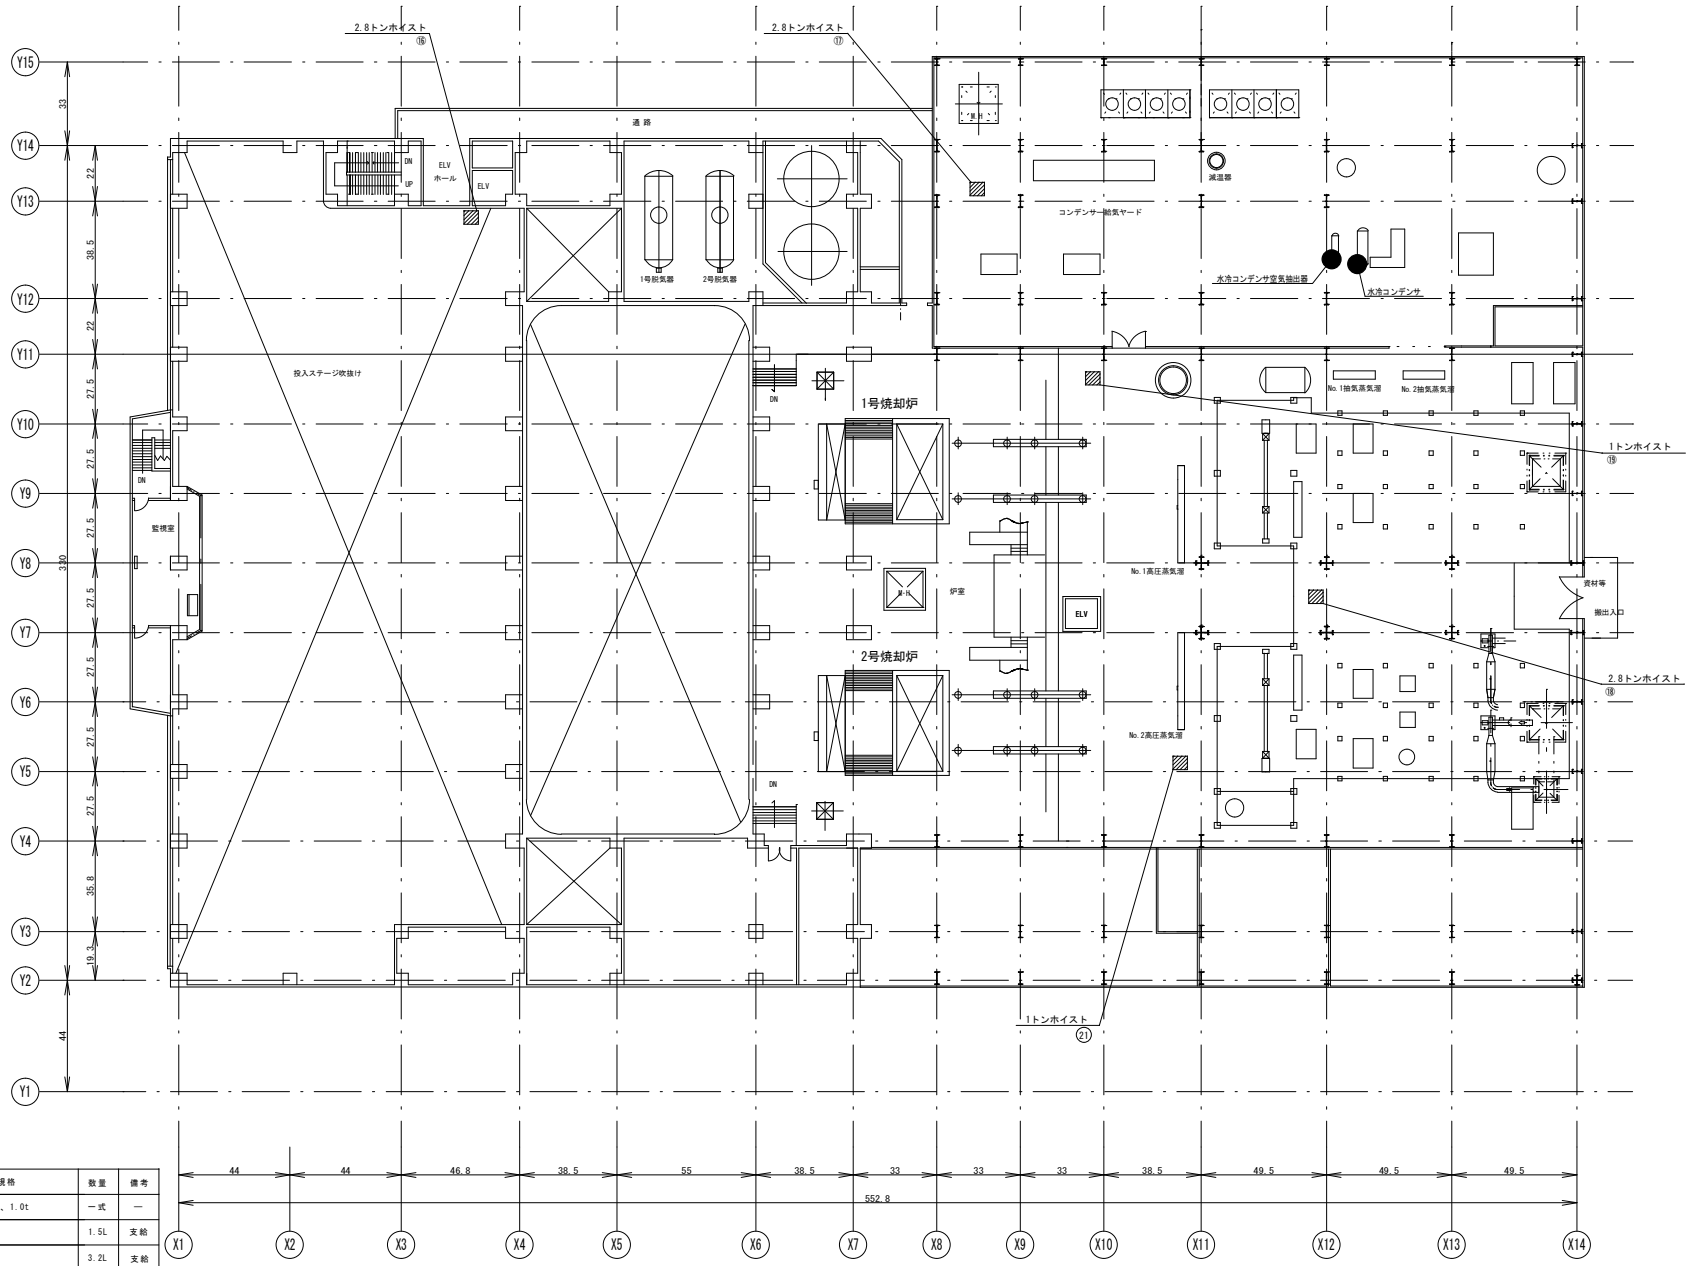 2.8トンホイスト
⑯
2.8トンホイスト
⑰
Y15
33
通路
M.H
Y14
DN
ELV
ホール
UP
ELV
減温器
22
Y13
コンデンサー給気ヤード
38.5
1号脱気器
2号脱気器
水冷コンデンサ空気抽出器
水冷コンデンサ
Y12
22
Y11
投入ステージ吹抜け
27.5
DN
No.1抽気蒸気溜
No.2抽気蒸気溜
1号焼却炉
Y10
1トンホイスト
⑲
27.5
DN
Y9
監視室
27.5
Y8
330
No.1高圧蒸気溜
資材等
搬出入口
M.H
炉室
27.5
ELV
Y7
2号焼却炉
27.5
2.8トンホイスト
⑱
Y6
27.5
No.2高圧蒸気溜
Y5
DN
27.5
Y4
35.8
Y3
19.3
Y2
1トンホイスト
㉑
44
Y1
44
44
46.8
38.5
55
38.5
33
33
33
38.5
49.5
49.5
49.5
552.8
規格
数量
備考
、1.0t
一式
―
1.5L
支給
3.2L
支給
X1
X2
X3
X4
X5
X6
X7
X8
X9
X10
X11
X12
X13
X14